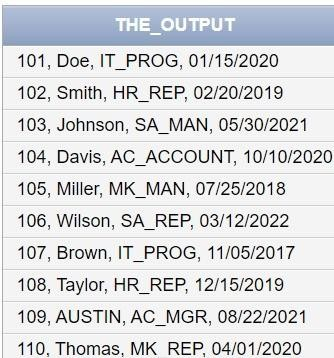 THE_OUTPUT
101, Doe, IT_PROG, 01/15/2020
102, Smith, HR_REP, 02/20/2019
103, Johnson, SA_MAN, 05/30/2021
104, Davis, AC_ACCOUNT, 10/10/2020
105, Miller, MK_MAN, 07/25/2018
106, Wilson, SA_REP, 03/12/2022
107, Brown, IT_PROG, 11/05/2017
108, Taylor, HR_REP, 12/15/2019
109, AUSTIN, AC_MGR, 08/22/2021
110, Thomas, MK_REP, 04/01/2020